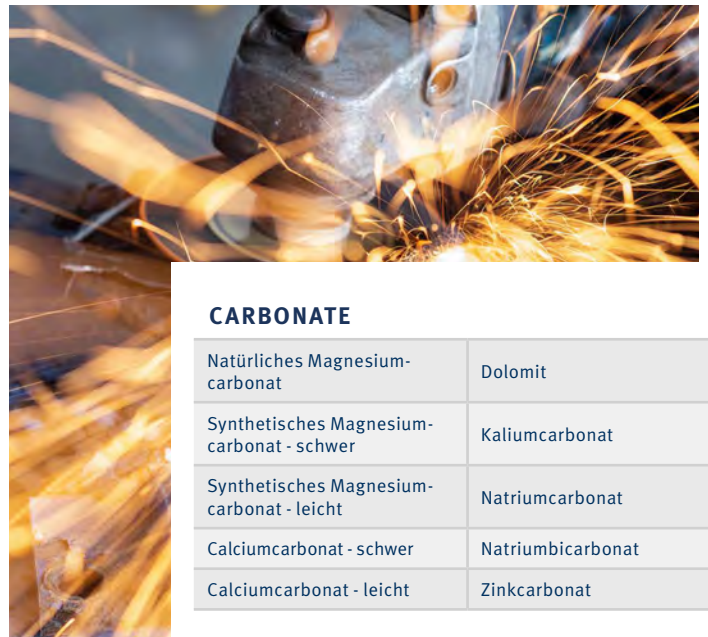 CARBONATE
Natürliches Magnesium-
carbonat
Dolomit
Synthetisches Magnesium-
carbonat - schwer
Kaliumcarbonat
Synthetisches Magnesium-
carbonat - leicht
Natriumcarbonat
Calciumcarbonat - schwer
Natriumbicarbonat
Calciumcarbonat - leicht
Zinkcarbonat